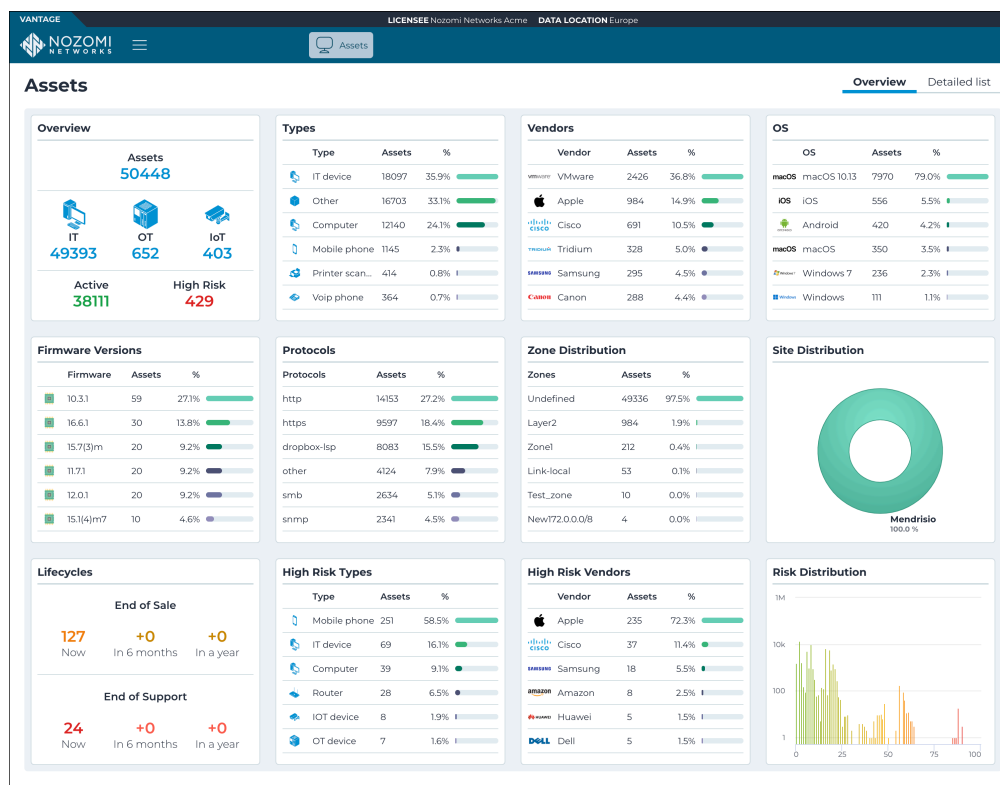 VANTAGE
LICENSEE Nozomi Networks Acme DATA LOCATION Europe
NOZOMI
NETWORKS
Assets
Assets
Overview Detailed list
Overview
Assets
50448
IT OT IoT
49393 652 403
Active High Risk
38111 429
Types
Type Assets %
IT device 18097 35.9%
Other 16703 33.1%
Computer 12140 24.1%
Mobile phone 1145 2.3%
Printer scan... 414 0.8%
Voip phone 364 0.7%
Vendors
Vendor Assets %
vmware VMware 2426 36.8%
Apple 984 14.9%
CISCO Cisco 691 10.5%
TRIDIUM Tridium 328 5.0%
SAMSUNG Samsung 295 4.5%
Canon Canon 288 4.4%
OS
OS Assets %
macOS macOS 10.13 7970 79.0%
iOS iOS 556 5.5%
Android 420 4.2%
macOS macOS 350 3.5%
Windows 7 236 2.3%
Windows Windows 111 1.1%
Firmware Versions
Firmware Assets %
10.3.1 59 27.1%
16.6.1 30 13.8%
15.7(3)m 20 9.2%
11.7.1 20 9.2%
12.0.1 20 9.2%
15.1(4)m7 10 4.6%
Protocols
Protocols Assets %
http 14153 27.2%
https 9597 18.4%
dropbox-lsp 8083 15.5%
other 4124 7.9%
smb 2634 5.1%
snmp 2341 4.5%
Zone Distribution
Zones Assets %
Undefined 49336 97.5%
Layer2 984 1.9%
Zone1 212 0.4%
Link-local 53 0.1%
Test_zone 10 0.0%
New172.0.0.0/8 4 0.0%
Site Distribution
Mendrisio
100.0 %
Lifecycles
End of Sale
127 +0 +0
Now In 6 months In a year
End of Support
24 +0 +0
Now In 6 months In a year
High Risk Types
Type Assets %
Mobile phone 251 58.5%
IT device 69 16.1%
Computer 39 9.1%
Router 28 6.5%
IOT device 8 1.9%
OT device 7 1.6%
High Risk Vendors
Vendor Assets %
Apple 235 72.3%
CISCO Cisco 37 11.4%
SAMSUNG Samsung 18 5.5%
amazon Amazon 8 2.5%
HUAWEI Huawei 5 1.5%
DELL Dell 5 1.5%
Risk Distribution
1M
10k
100
1
0 25 50 75 100